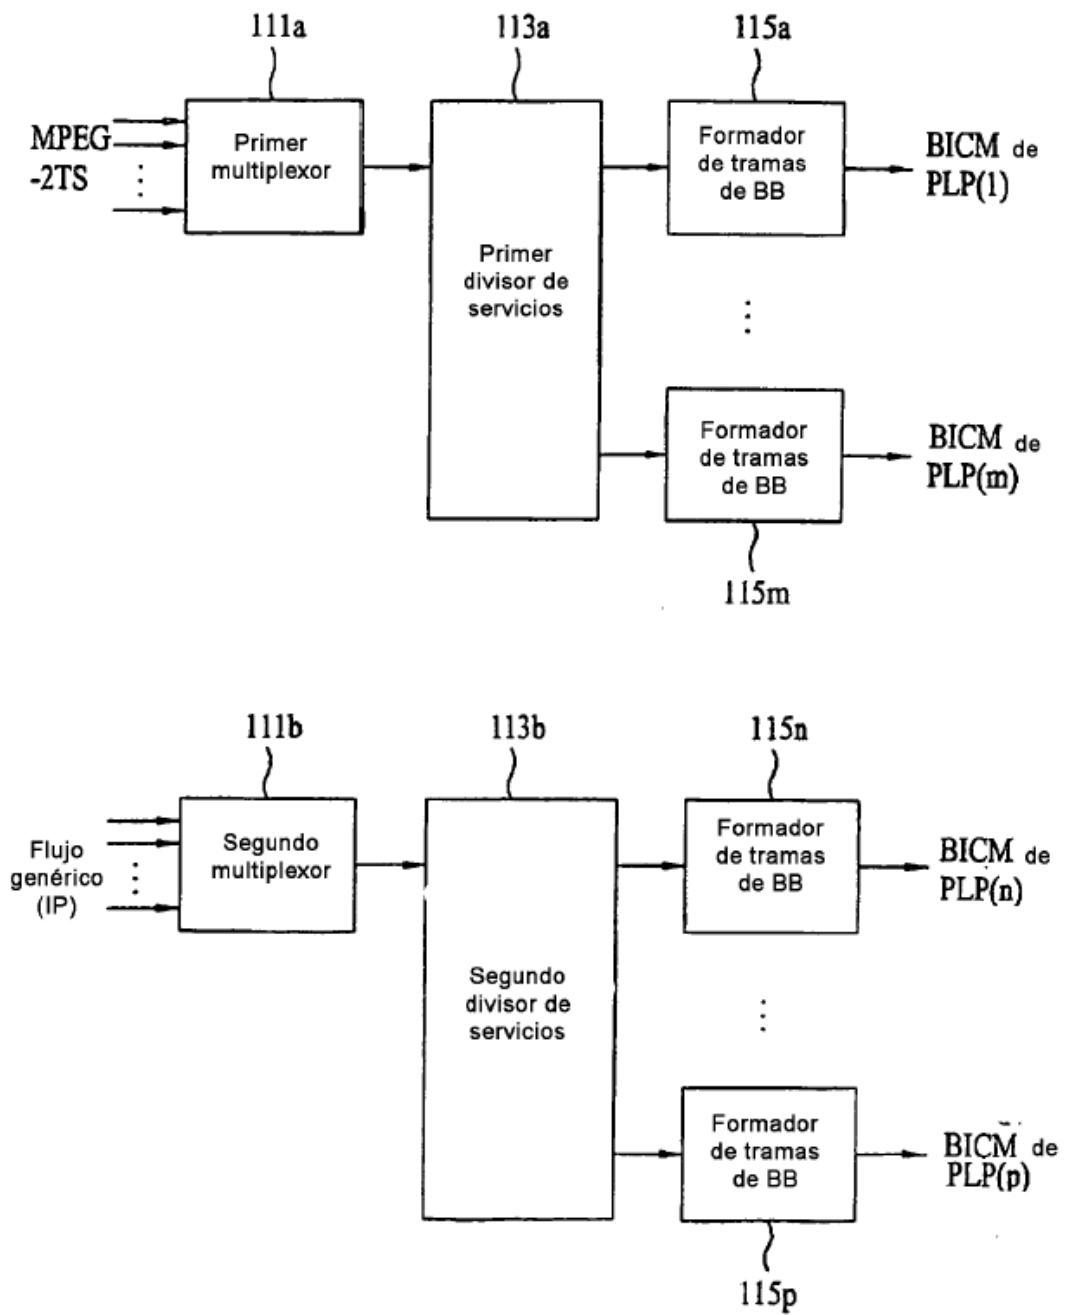 111a
113a
115a
MPEG
-2TS
Primer
multiplexor
Primer
divisor de
servicios
Formador
de tramas
de BB
BICM de
PLP(1)
Formador
de tramas
de BB
BICM de
PLP(m)
115m
111b
113b
115n
Flujo
genérico
(IP)
Segundo
multiplexor
Segundo
divisor de
servicios
Formador
de tramas
de BB
BICM de
PLP(n)
Formador
de tramas
de BB
BICM de
PLP(p)
115p